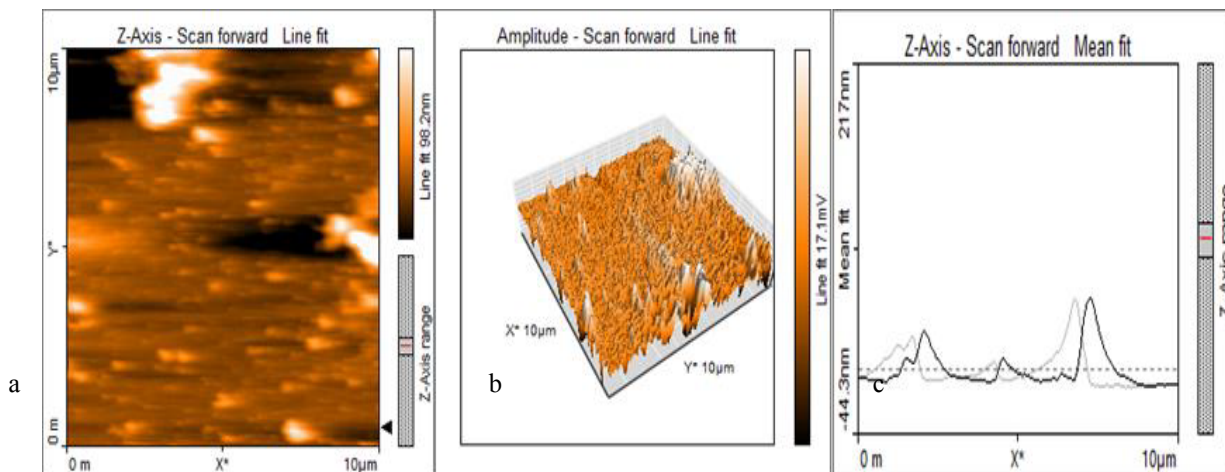 Z-Axis - Scan forward Line fit
10µm
Y*
0 m
0 m
X*
10µm
Line fit 98.2nm
Z-Axis range
a
Amplitude - Scan forward Line fit
X* 10µm
Y* 10µm
Line fit 17.1mV
b
Z-Axis - Scan forward Mean fit
217nm
Mean fit
-44.3nm
0 m
X*
10µm
Z-Axis range
c